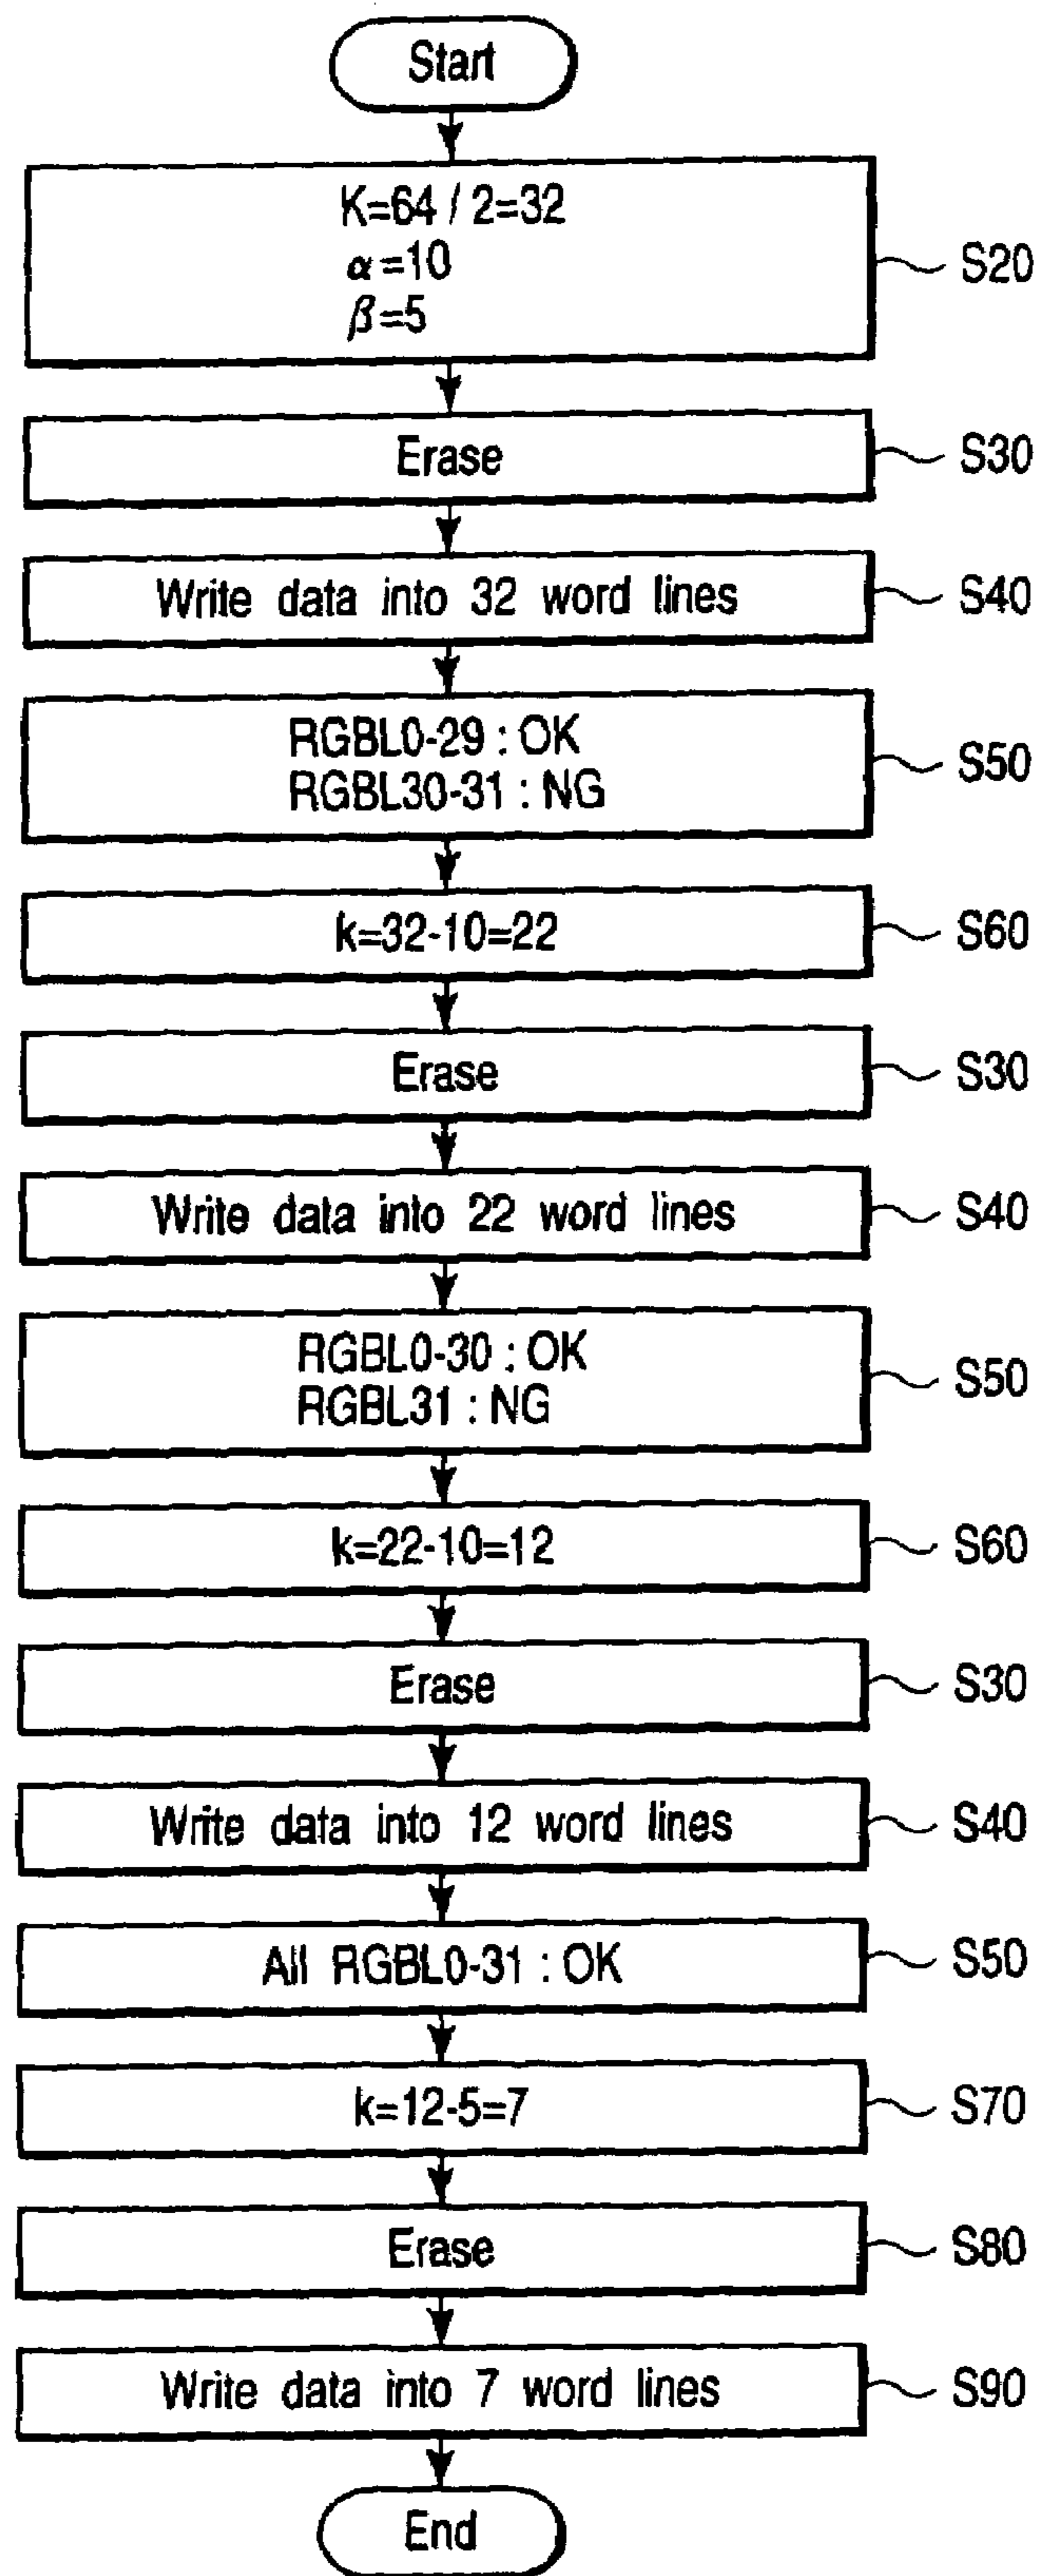 Start
K=64 / 2=32
α=10
β=5
S20
Erase
S30
Write data into 32 word lines
S40
RGBL0-29 : OK
RGBL30-31 : NG
S50
k=32-10=22
S60
Erase
S30
Write data into 22 word lines
S40
RGBL0-30 : OK
RGBL31 : NG
S50
k=22-10=12
S60
Erase
S30
Write data into 12 word lines
S40
All RGBL0-31 : OK
S50
k=12-5=7
S70
Erase
S80
Write data into 7 word lines
S90
End